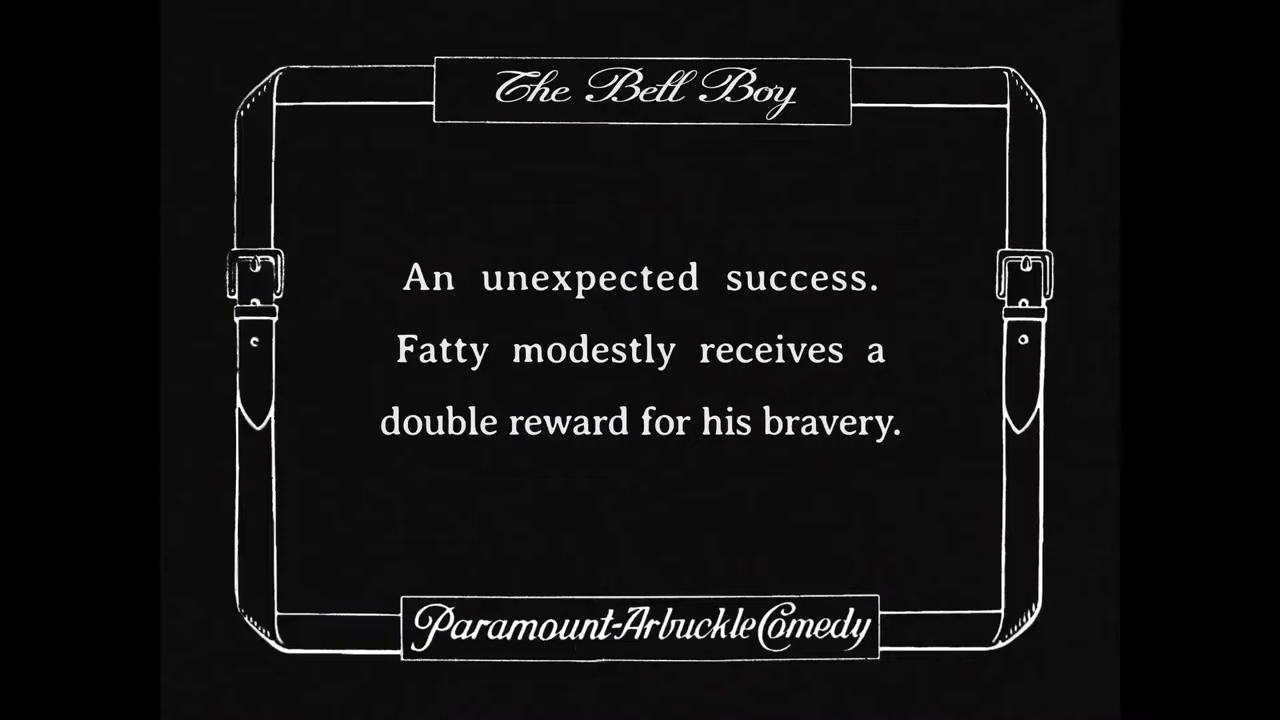 The Bell Boy
An unexpected success.
Fatty modestly receives a
double reward for his bravery.
Paramount-Arbuckle Comedy